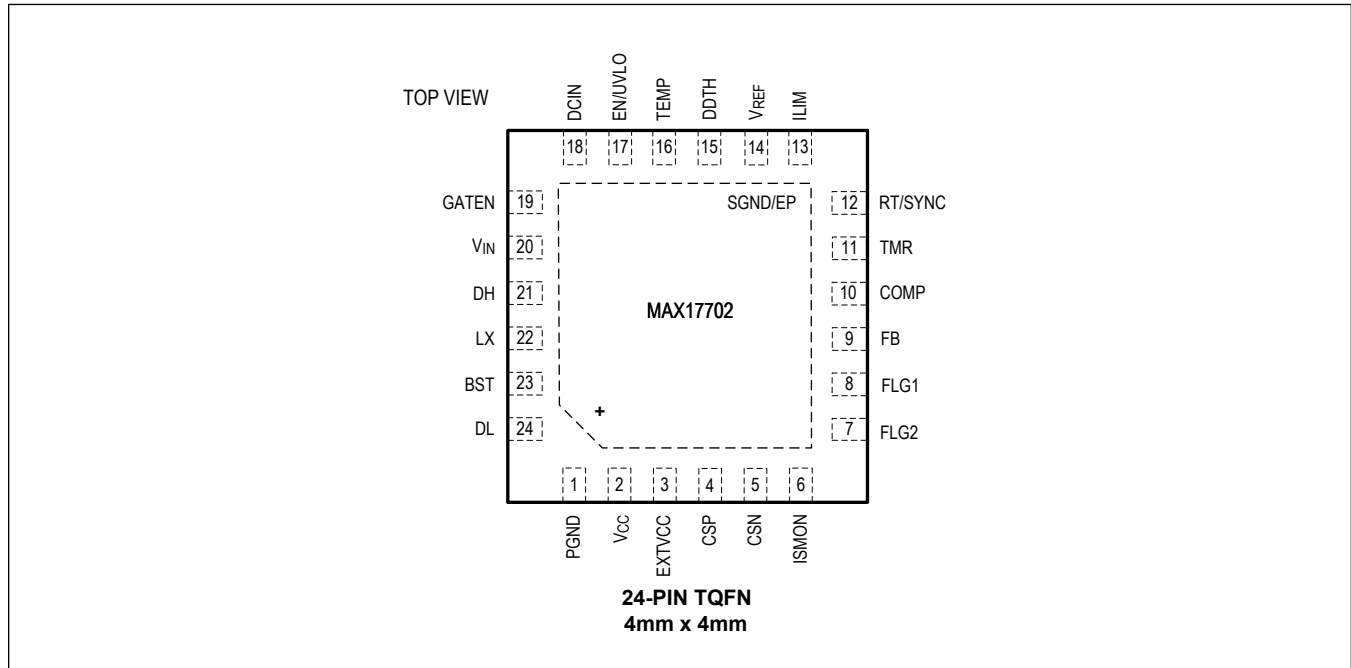 TOP VIEW
DCIN
EN/UVLO
TEMP
DDTH
VREF
ILIM
18
17
16
15
14
13
GATEN 19
SGND/EP
12 RT/SYNC
VIN 20
11 TMR
DH 21
MAX17702
10 COMP
LX 22
9 FB
BST 23
8 FLG1
DL 24
+
7 FLG2
1
2
3
4
5
6
PGND
VCC
EXTVCC
CSP
CSN
ISMON
24-PIN TQFN
4mm x 4mm